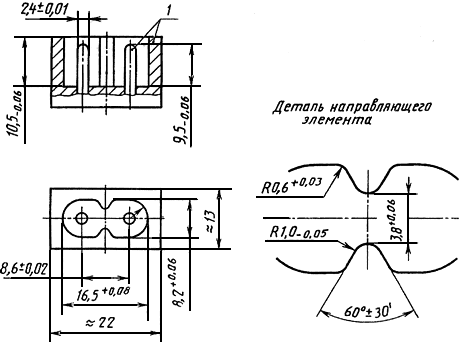 2,4±0,01
1
10,5-0,06
9,5-0,06
Деталь направляющего
элемента
R0,6+0,03
R1,0-0,05
3,8+0,06
60°±30'
8,6±0,02
16,5+0,08
≈22
8,2+0,06
≈13